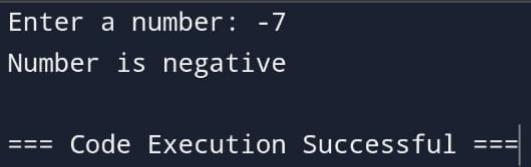 Enter a number: -7
Number is negative
=== Code Execution Successful ===